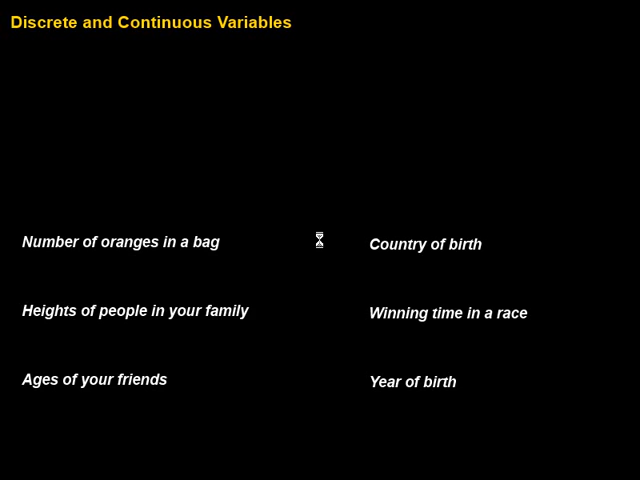 Discrete and Continuous Variables
Number of oranges in a bag
Country of birth
Heights of people in your family
Winning time in a race
Ages of your friends
Year of birth